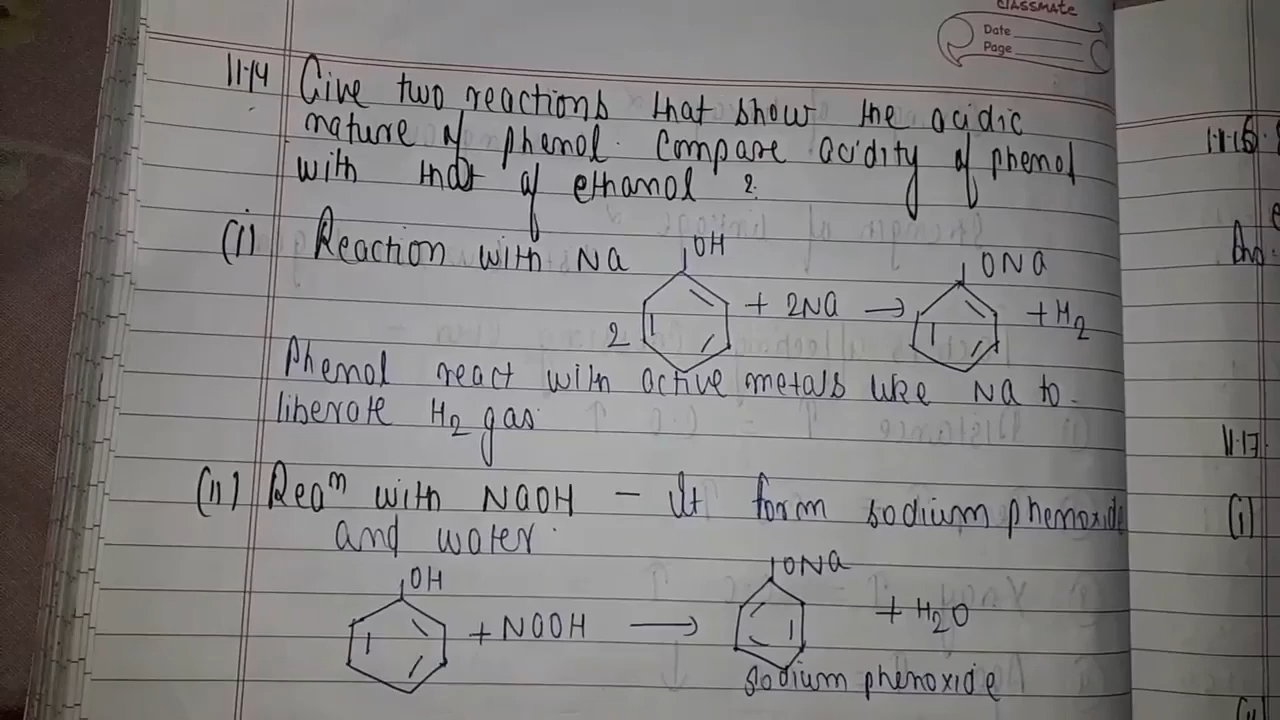 CLASSMATE
Date
Page
11.14 Give two reactions that show the acidic
nature of phenol. Compare acidity of phenol
with that of ethanol ?
(i) Reaction with Na
OH
ONa
2 + 2Na → + H2
Phenol react with active metals like Na to
liberate H2 gas.
(ii) Reaⁿ with NaOH – It form sodium phenoxide
and water.
OH
ONa
+ NaOH → + H2O
Sodium phenoxide
11.17
(i)